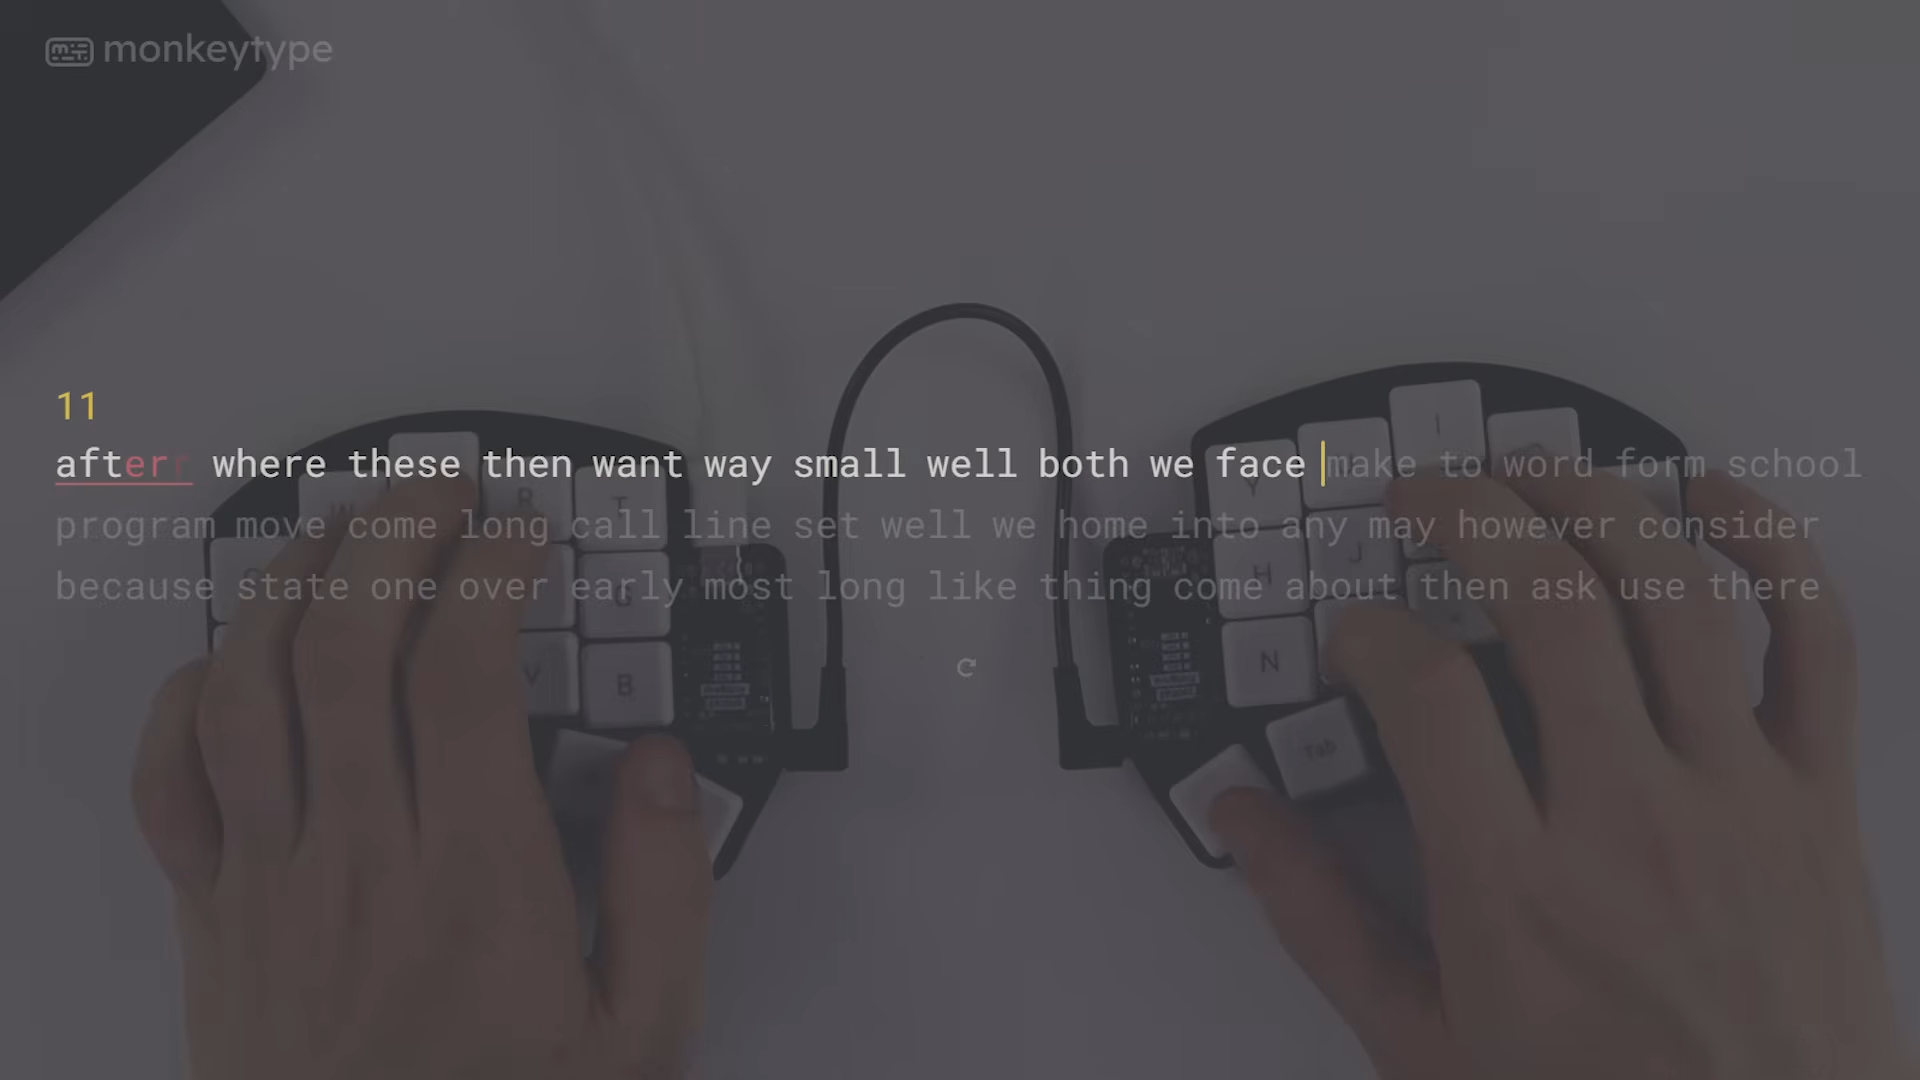 monkeytype
11
afterr where these then want way small well both we face make to word form school
program move come long call line set well we home into any may however consider
because state one over early most long like thing come about then ask use there
W R T Y I
G H J
V B N
Tab